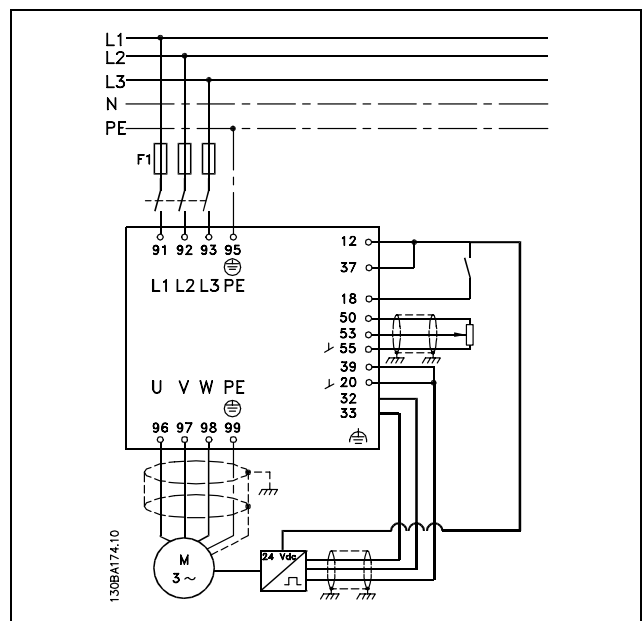 L1
L2
L3
N
PE
F1
91 92 93 95
L1 L2 L3 PE
12
37
18
50
53
55
39
20
32
33
U V W PE
96 97 98 99
M
3 ~
24 Vdc
130BA174.10